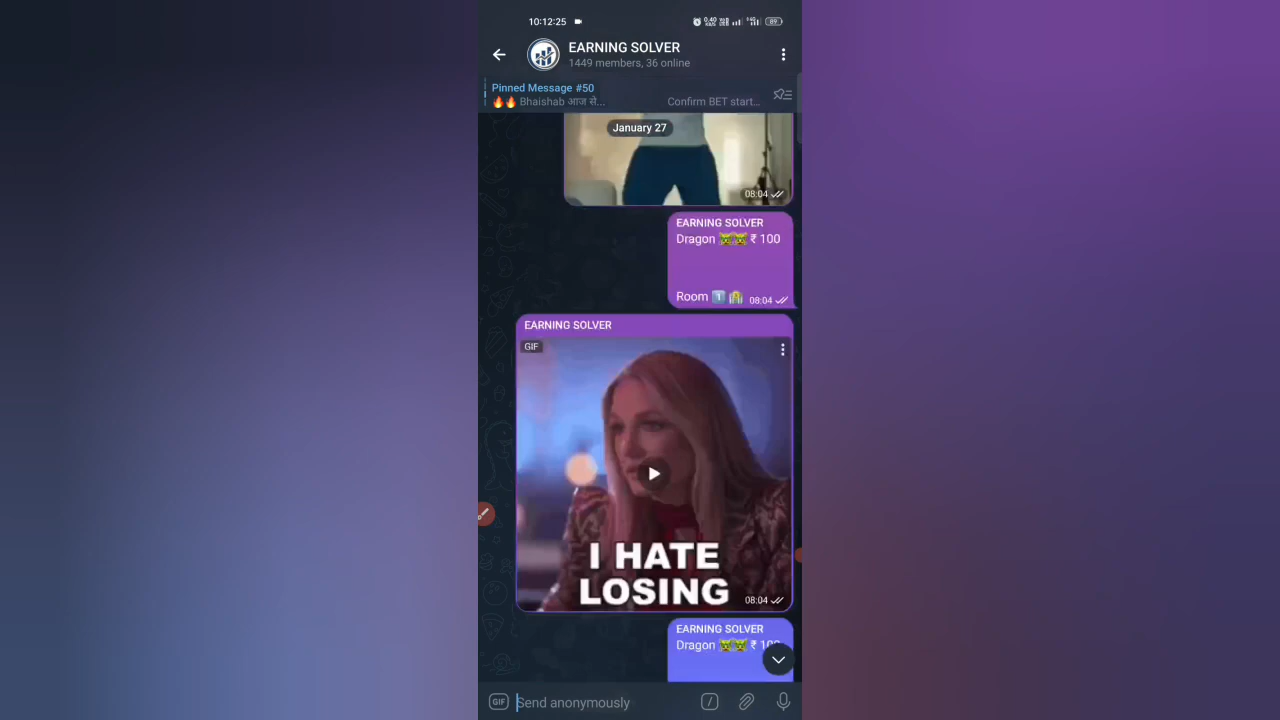 10:12:25
EARNING SOLVER
1449 members, 36 online
Pinned Message #50
🔥🔥 Bhaishab आज से... Confirm BET start...
January 27
08:04
EARNING SOLVER
Dragon 🐲🐲 ₹ 100
Room 1️⃣
08:04
EARNING SOLVER
GIF
I HATE
LOSING
08:04
EARNING SOLVER
Dragon 🐲🐲 ₹ 100
GIF Send anonymously